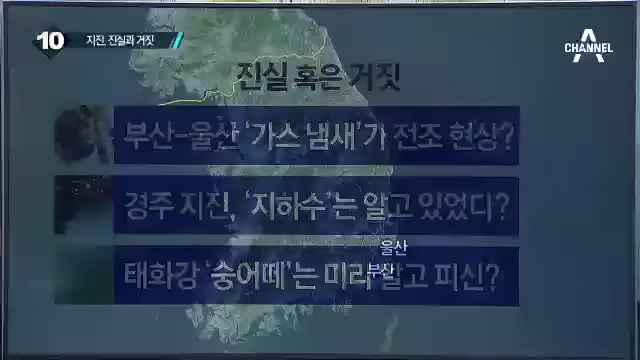 10 지진, 진실과 거짓
CHANNEL A
진실 혹은 거짓
부산-울산 '가스 냄새'가 전조 현상?
경주 지진, '지하수'는 알고 있었다?
울산
태화강 '숭어떼'는 미리 알고 피신?
부산